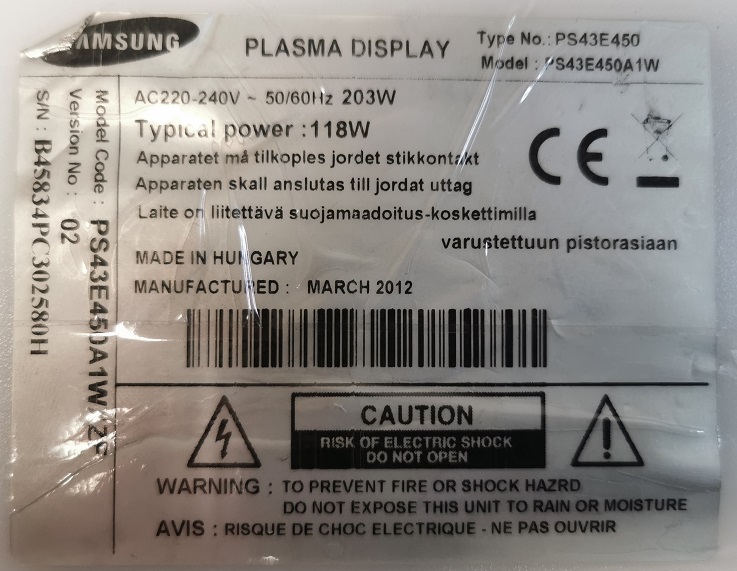 SAMSUNG
PLASMA DISPLAY
Type No.: PS43E450
Model : PS43E450A1W
AC220-240V ~ 50/60Hz 203W
Typical power :118W
Apparatet må tilkoples jordet stikkontakt
Apparaten skall anslutas till jordat uttag
Laite on liitettävä suojamaadoitus-koskettimilla
varustettuun pistorasiaan
CE
MADE IN HUNGARY
MANUFACTURED : MARCH 2012
Model Code : PS43E450A1W
Version No : 02
S/N : B45834PC302580H
CAUTION
RISK OF ELECTRIC SHOCK
DO NOT OPEN
WARNING : TO PREVENT FIRE OR SHOCK HAZRD
DO NOT EXPOSE THIS UNIT TO RAIN OR MOISTURE
AVIS : RISQUE DE CHOC ELECTRIQUE - NE PAS OUVRIR